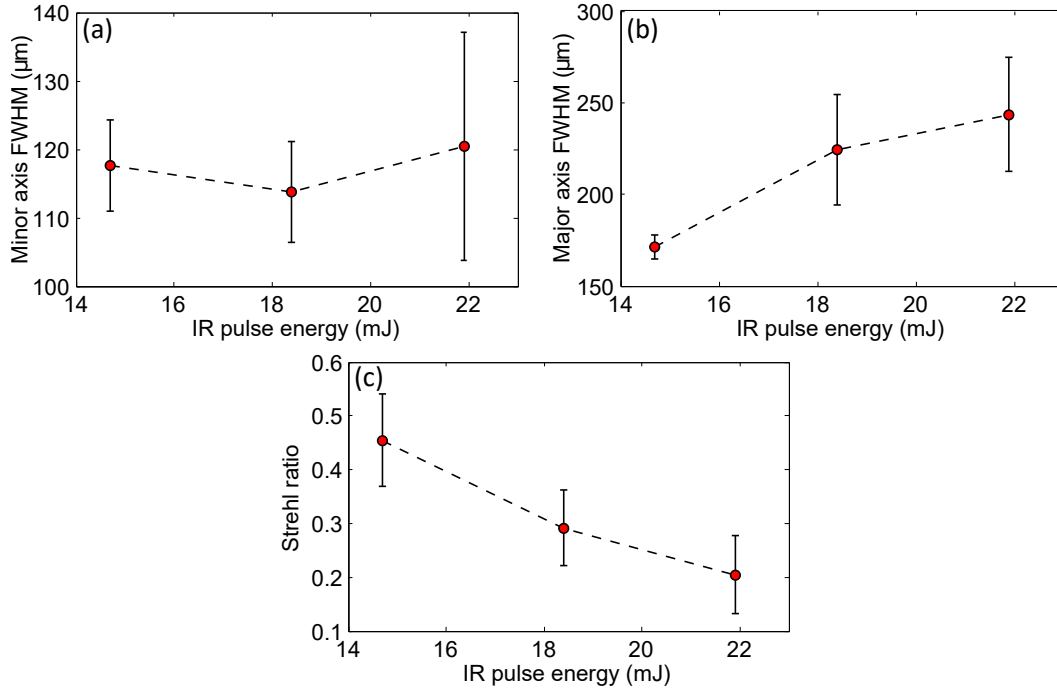 (a)
Minor axis FWHM (µm)
140
130
120
110
100
14 16 18 20 22
IR pulse energy (mJ)
(b)
Major axis FWHM (µm)
300
250
200
150
14 16 18 20 22
IR pulse energy (mJ)
(c)
Strehl ratio
0.6
0.5
0.4
0.3
0.2
0.1
14 16 18 20 22
IR pulse energy (mJ)